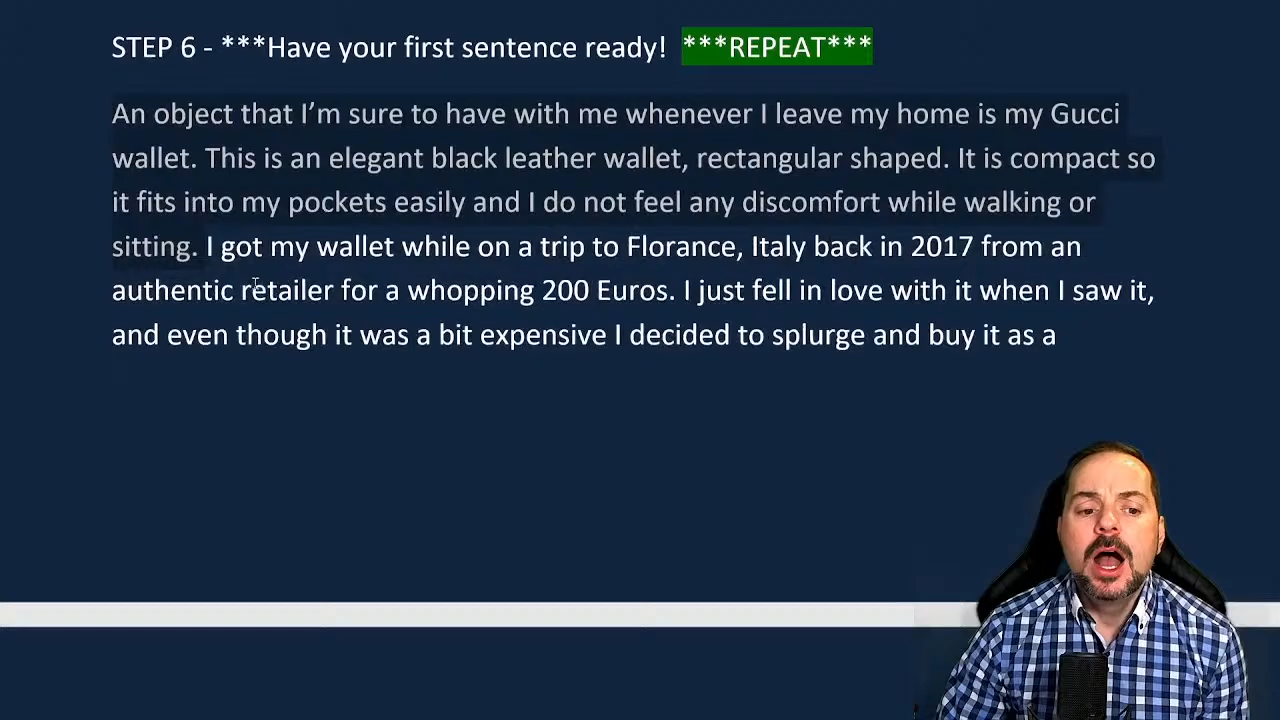 STEP 6 - ***Have your first sentence ready! ***REPEAT***
An object that I’m sure to have with me whenever I leave my home is my Gucci
wallet. This is an elegant black leather wallet, rectangular shaped. It is compact so
it fits into my pockets easily and I do not feel any discomfort while walking or
sitting. I got my wallet while on a trip to Florance, Italy back in 2017 from an
authentic retailer for a whopping 200 Euros. I just fell in love with it when I saw it,
and even though it was a bit expensive I decided to splurge and buy it as a